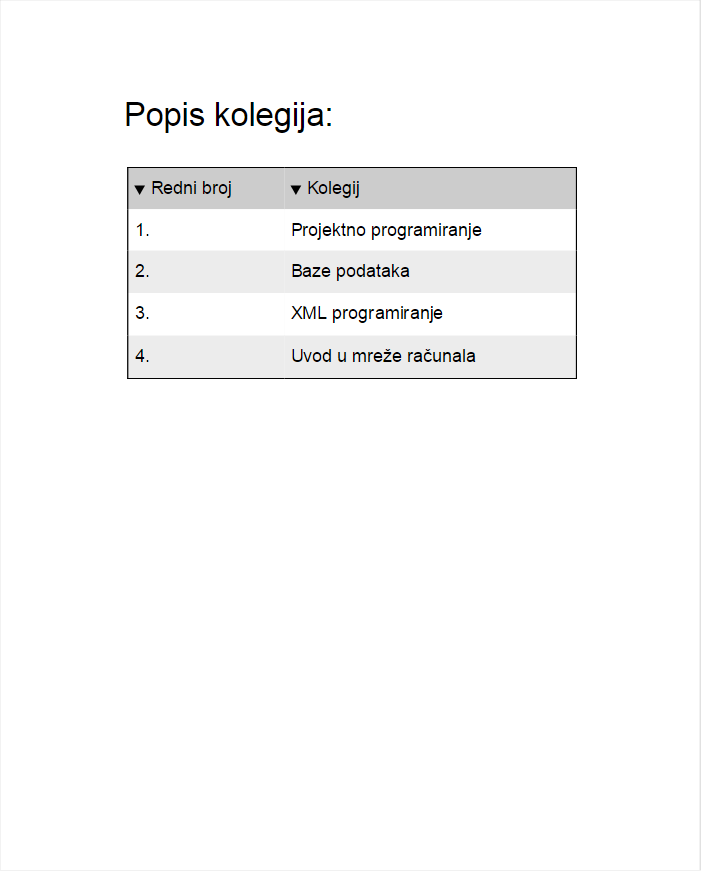 Popis kolegija:
▼ Redni broj ▼ Kolegij
1. Projektno programiranje
2. Baze podataka
3. XML programiranje
4. Uvod u mreže računala